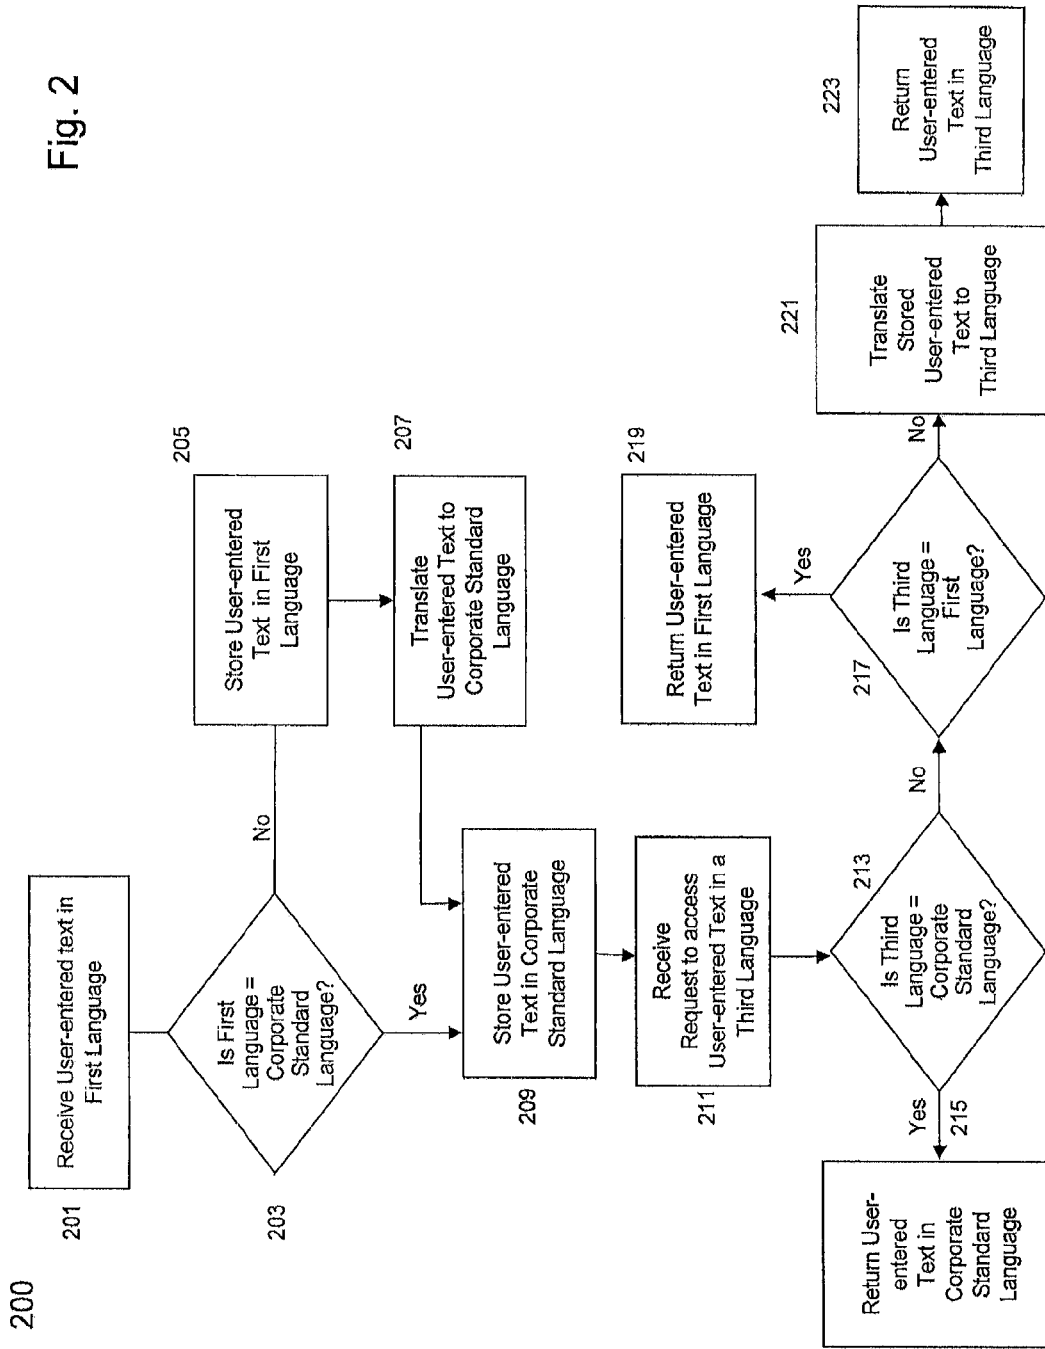 200
Fig. 2
201
Receive User-entered text in
First Language
203
Is First
Language =
Corporate
Standard
Language?
No
Yes
205
Store User-entered
Text in First
Language
207
Translate
User-entered Text to
Corporate Standard
Language
209
Store User-entered
Text in Corporate
Standard Language
211
Receive
Request to access
User-entered Text in a
Third Language
213
Is Third
Language =
Corporate
Standard
Language?
Yes
No
215
Return User-
entered
Text in
Corporate
Standard
Language
217
Is Third
Language =
First
Language?
Yes
No
219
Return User-entered
Text in First Language
221
Translate
Stored
User-entered
Text to
Third Language
223
Return
User-entered
Text in
Third Language